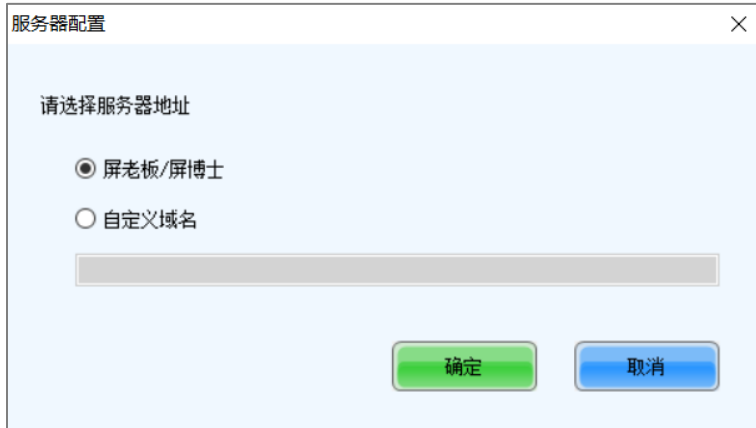 服务器配置
请选择服务器地址
屏老板/屏博士
自定义域名
确定
取消